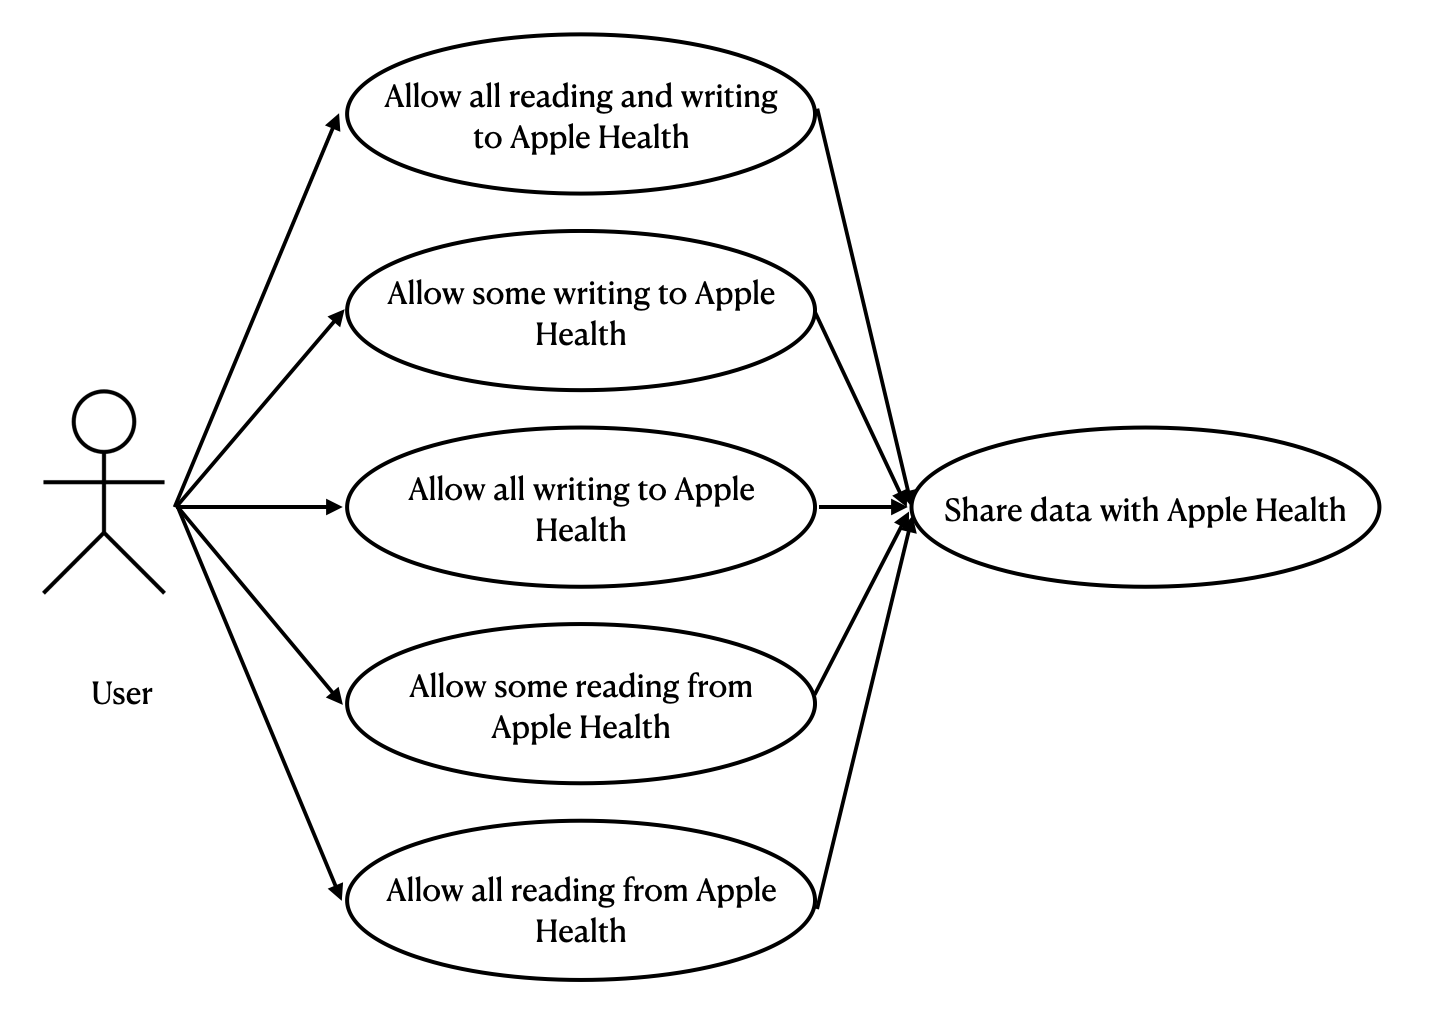 Allow all reading and writing
to Apple Health
Allow some writing to Apple
Health
Allow all writing to Apple
Health
Share data with Apple Health
User
Allow some reading from
Apple Health
Allow all reading from Apple
Health